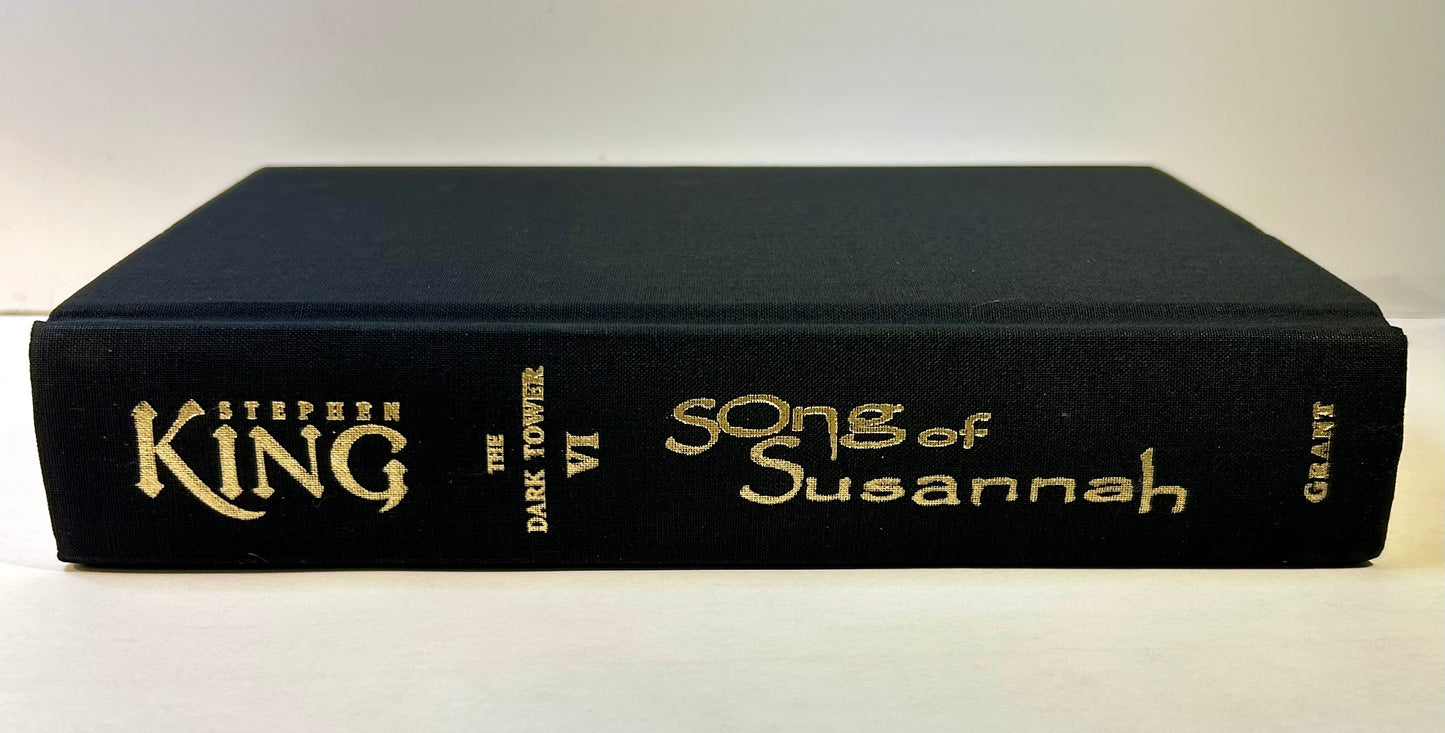 STEPHEN
KING
THE
DARK TOWER
VI
Song of
Susannah
GRANT